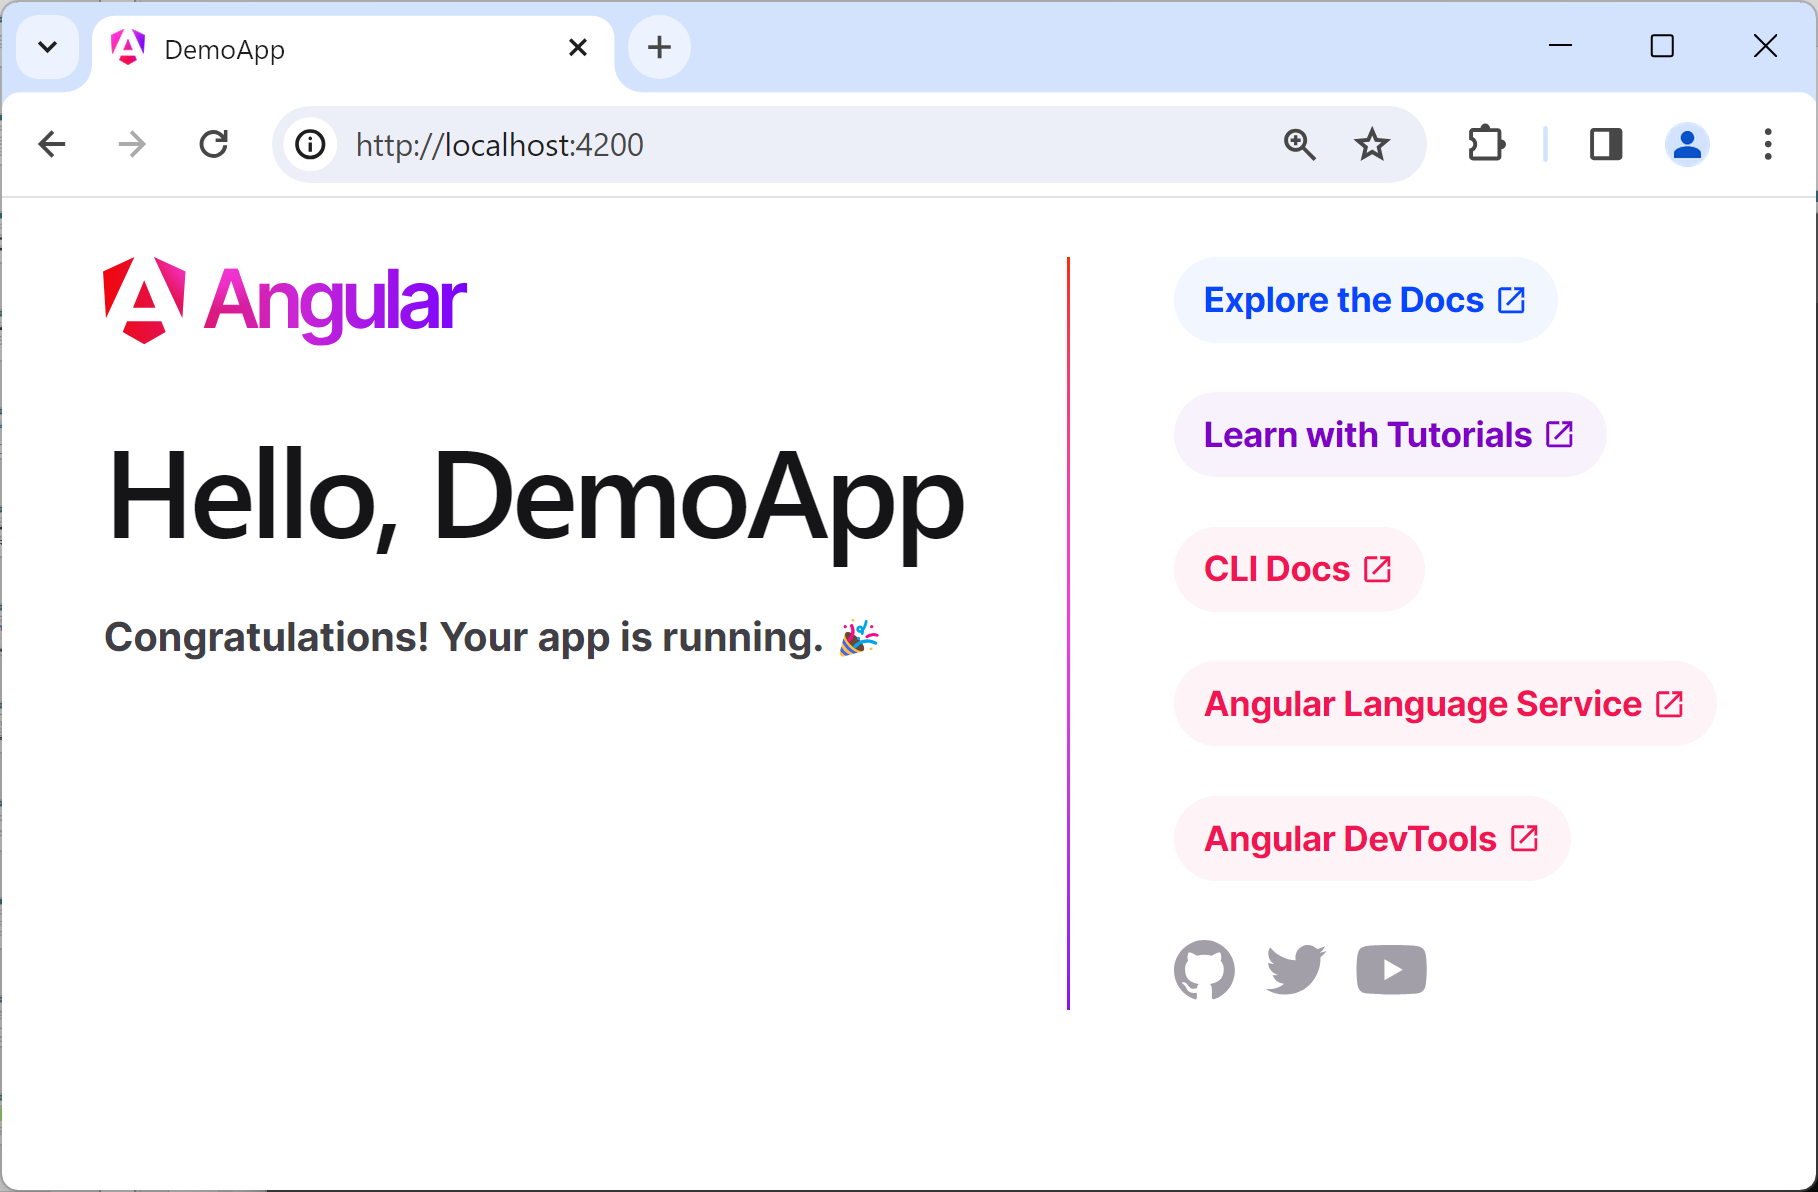 DemoApp
http://localhost:4200
Angular
Hello, DemoApp
Congratulations! Your app is running. 🎉
Explore the Docs
Learn with Tutorials
CLI Docs
Angular Language Service
Angular DevTools